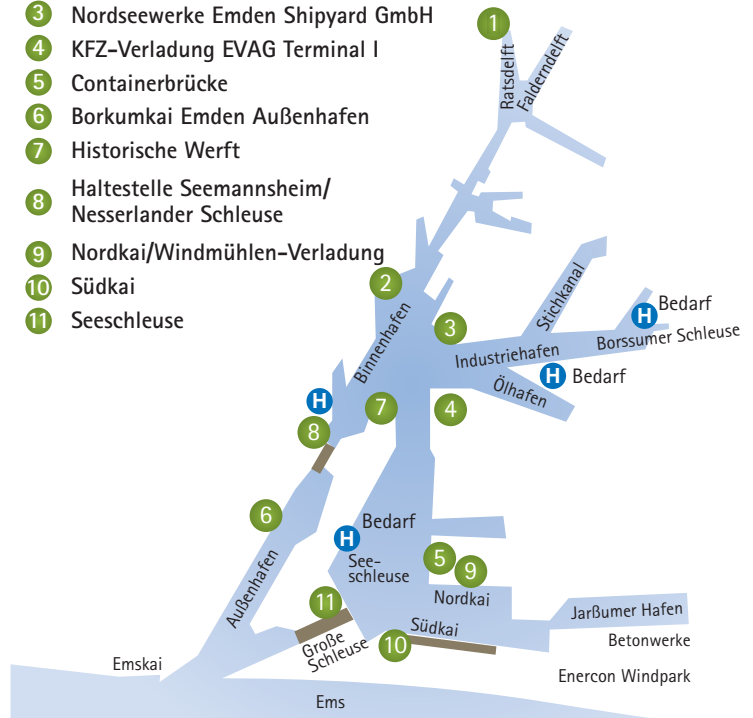 3 Nordseewerke Emden Shipyard GmbH
4 KFZ-Verladung EVAG Terminal I
5 Containerbrücke
6 Borkumkai Emden Außenhafen
7 Historische Werft
8 Haltestelle Seemannsheim/
Nesserlander Schleuse
9 Nordkai/Windmühlen-Verladung
10 Südkai
11 Seeschleuse
1
Ratsdelft
Falderndelft
2
Binnenhafen
3
Stichkanal
H Bedarf
Borssumer Schleuse
Industriehafen
H Bedarf
Ölhafen
H
8
7
4
6
Bedarf
H
See-
schleuse
5
9
Nordkai
Außenhafen
11
Große
Schleuse
10
Südkai
Jarßumer Hafen
Betonwerke
Enercon Windpark
Emskai
Ems